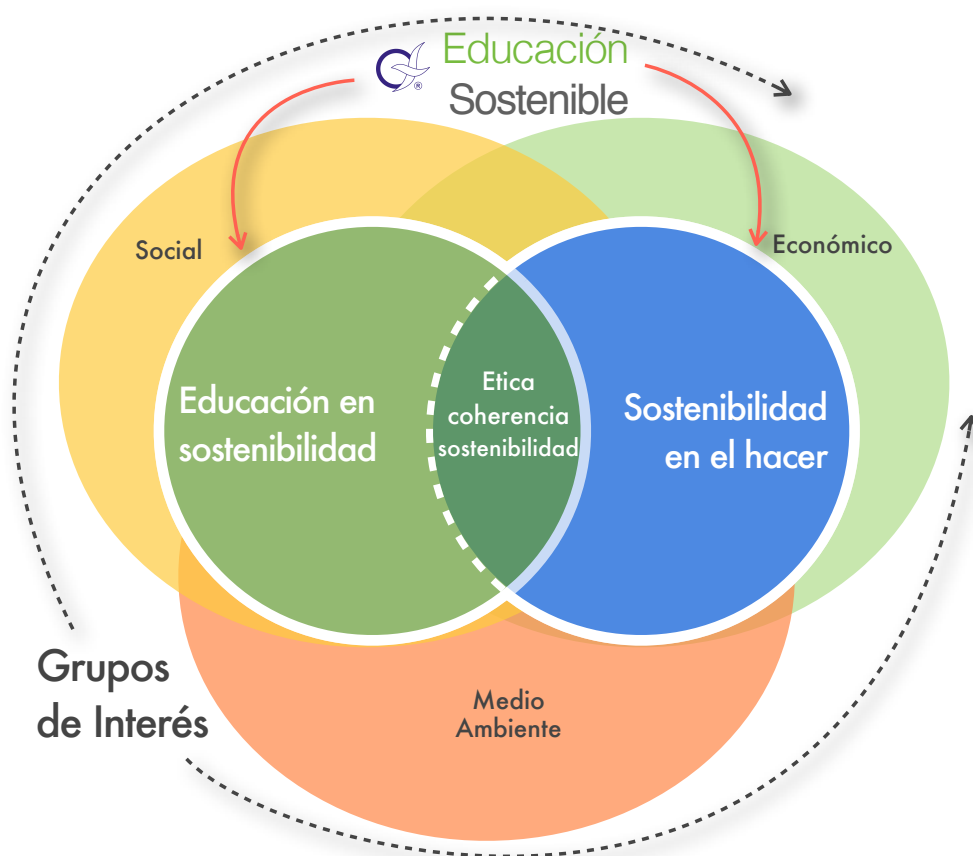 Educación
Sostenible
®
Social
Económico
Educación en
sostenibilidad
Etica
coherencia
sostenibilidad
Sostenibilidad
en el hacer
Grupos
de Interés
Medio
Ambiente